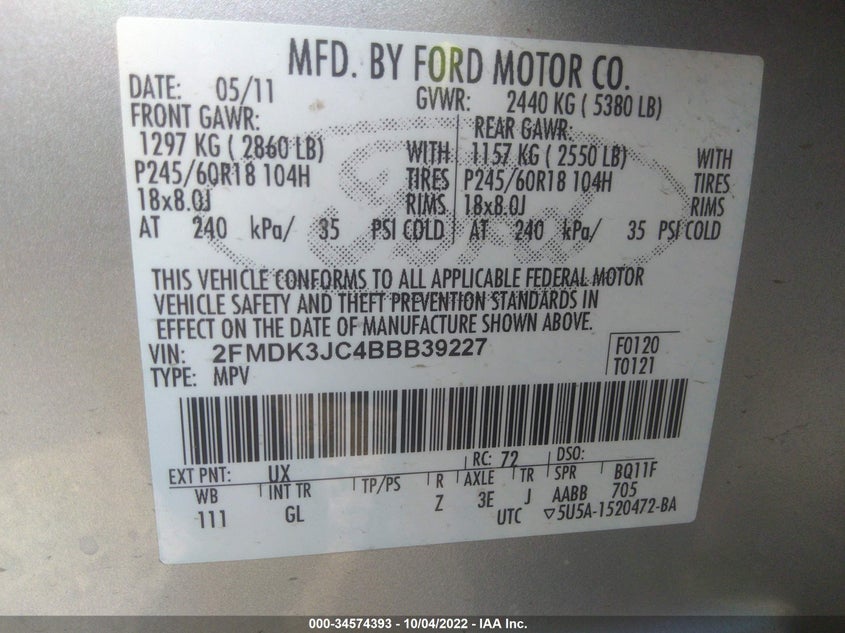 MFD. BY FORD MOTOR CO.
DATE: 05/11 GVWR: 2440 KG ( 5380 LB)
FRONT GAWR: REAR GAWR:
1297 KG ( 2860 LB) WITH 1157 KG ( 2550 LB) WITH
P245/60R18 104H TIRES P245/60R18 104H TIRES
18x8.0J RIMS 18x8.0J RIMS
AT 240 kPa/ 35 PSI COLD AT 240 kPa/ 35 PSI COLD
THIS VEHICLE CONFORMS TO ALL APPLICABLE FEDERAL MOTOR
VEHICLE SAFETY AND THEFT PREVENTION STANDARDS IN
EFFECT ON THE DATE OF MANUFACTURE SHOWN ABOVE.
VIN: 2FMDK3JC4BBB39227 F0120
TYPE: MPV T0121
EXT PNT: UX RC: 72 DSO:
WB INT TR TP/PS R AXLE TR SPR BQ11F
111 GL Z 3E J AABB 705
UTC ▽5U5A-1520472-BA
000-34574393 - 10/04/2022 - IAA Inc.